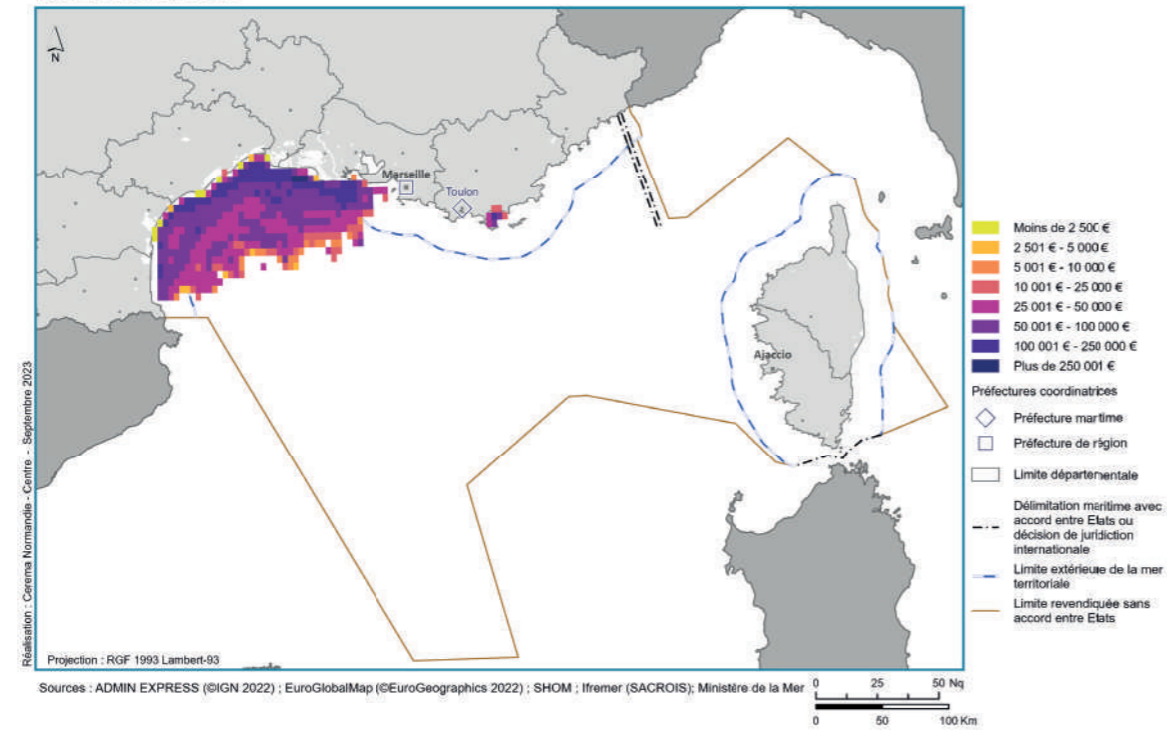 N
Marseille
Toulon
Ajaccio
Réalisation : Cerema Normandie - Centre - Septembre 2023
Projection : RGF 1993 Lambert-93
Moins de 2 500 €
2 501 € - 5 000 €
5 001 € - 10 000 €
10 001 € - 25 000 €
25 001 € - 50 000 €
50 001 € - 100 000 €
100 001 € - 250 000 €
Plus de 250 001 €
Préfectures coordinatrices
Préfecture maritime
Préfecture de région
Limite départementale
Délimitation maritime avec
accord entre Etats ou
décision de juridiction
internationale
Limite extérieure de la mer
territoriale
Limite revendiquée sans
accord entre Etats
Sources : ADMIN EXPRESS (©IGN 2022) ; EuroGlobalMap (©EuroGeographics 2022) ; SHOM ; Ifremer (SACROIS); Ministère de la Mer
0 25 50 Nq
0 50 100 Km